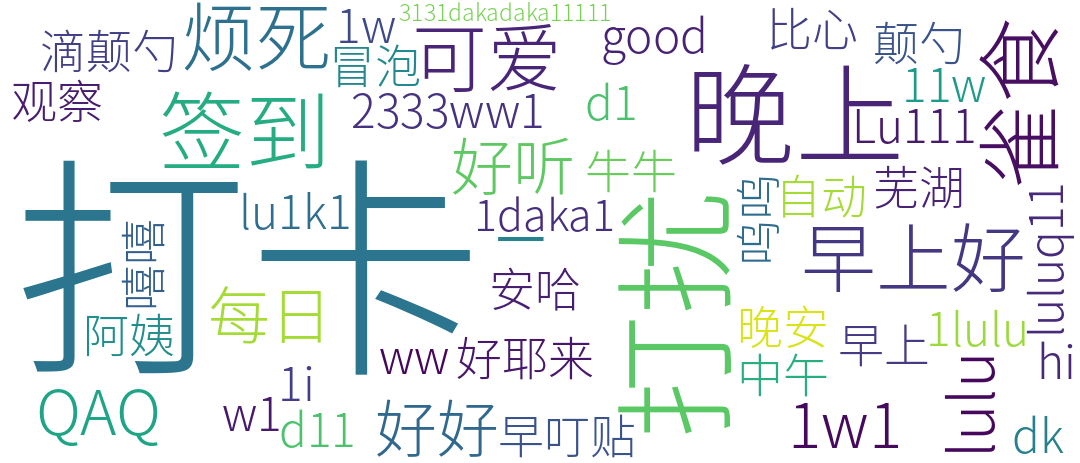 3131dakadaka11111
滴颠勺
烦死
1w
冒泡
可爱
good
比心
颠勺
雀食
观察
签到
2333ww1
d1
晚上
11w
Lu111
打卡
好听
牛牛
打扰
呜呜
自动
芜湖
lu1k1
1daka1
嘻嘻
一
早上好
luluq11
安哈
每日
阿姨
晚安
1lulu
早上
ww
好耶来
中午
hi
1i
lulu
QAQ
w1
d11
好好
早叮贴
1w1
dk